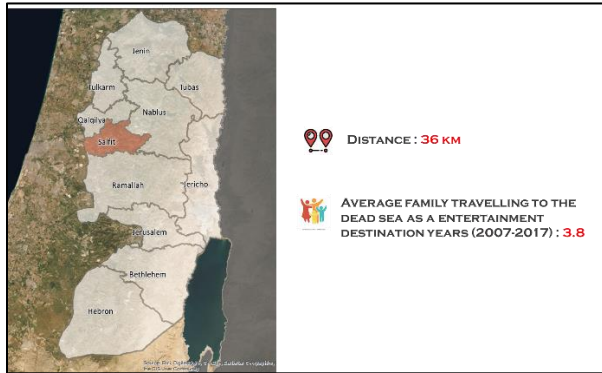 Jenin
Tulkarm
Tubas
Nablus
Qalqilya
Salfit
Ramallah
Jericho
Jerusalem
Bethlehem
Hebron
DISTANCE : 36 KM
AVERAGE FAMILY TRAVELLING TO THE
DEAD SEA AS A ENTERTAINMENT
DESTINATION YEARS (2007-2017) : 3.8